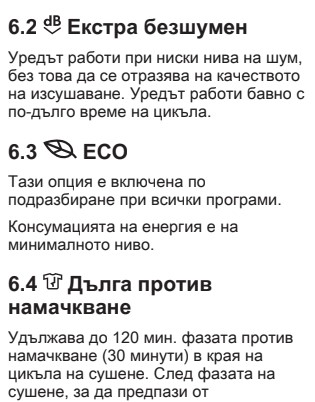 6.2 dB Екстра безшумен
Уредът работи при ниски нива на шум,
без това да се отразява на качеството
на изсушаване. Уредът работи бавно с
по-дълго време на цикъла.
6.3 ECO
Тази опция е включена по
подразбиране при всички програми.
Консумацията на енергия е на
минималното ниво.
6.4 Дълга против
намачкване
Удължава до 120 мин. фазата против
намачкване (30 минути) в края на
цикъла на сушене. След фазата на
сушене, за да предпази от